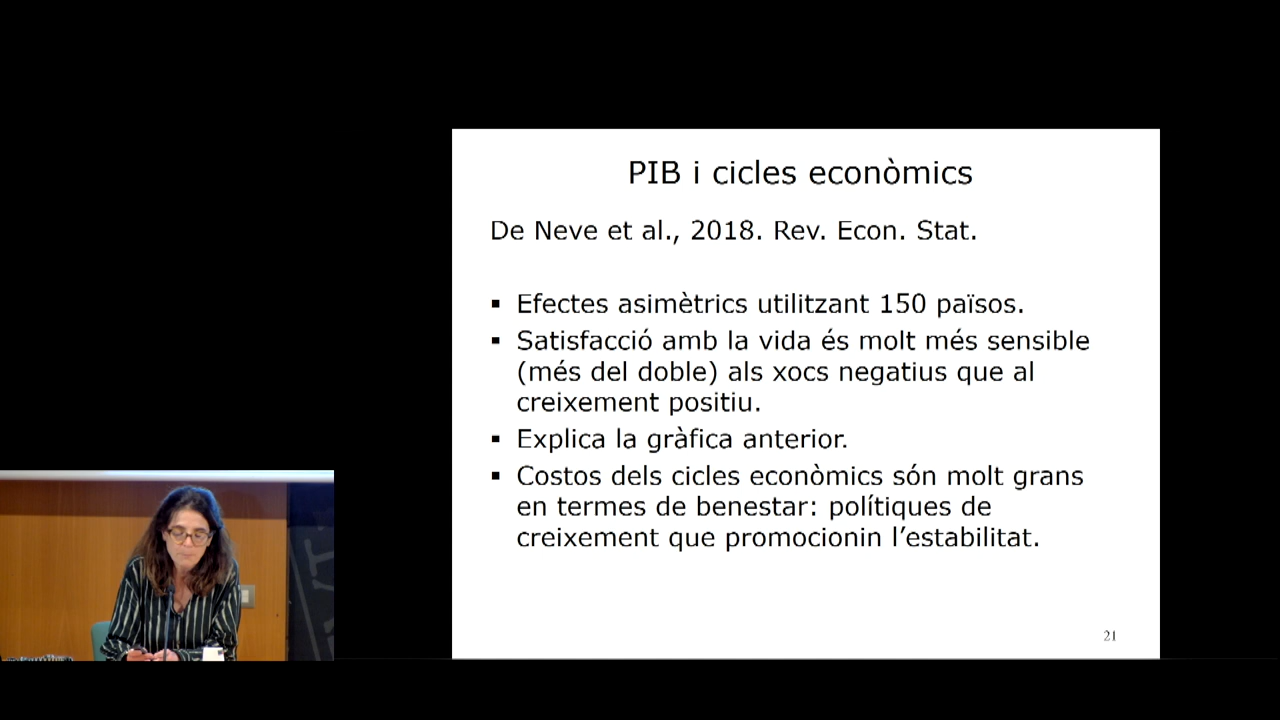 PIB i cicles econòmics
De Neve et al., 2018. Rev. Econ. Stat.
▪ Efectes asimètrics utilitzant 150 països.
▪ Satisfacció amb la vida és molt més sensible
(més del doble) als xocs negatius que al
creixement positiu.
▪ Explica la gràfica anterior.
▪ Costos dels cicles econòmics són molt grans
en termes de benestar: polítiques de
creixement que promocionin l’estabilitat.
21